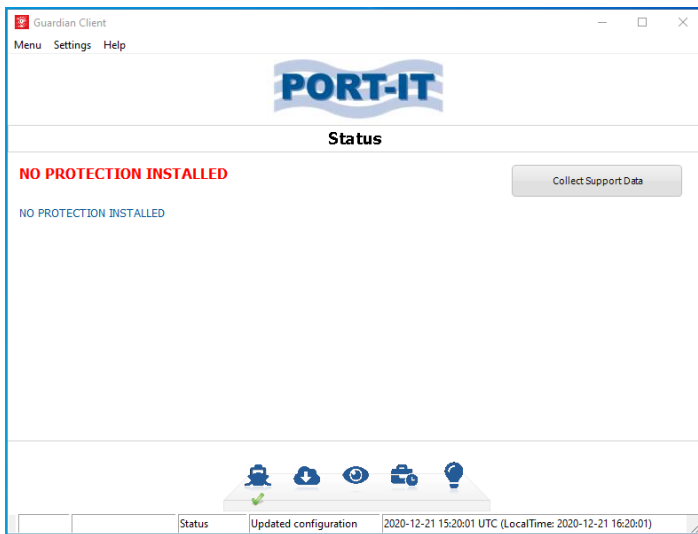 Guardian Client
Menu Settings Help
PORT-IT
Status
NO PROTECTION INSTALLED
Collect Support Data
NO PROTECTION INSTALLED
Status Updated configuration 2020-12-21 15:20:01 UTC (LocalTime: 2020-12-21 16:20:01)